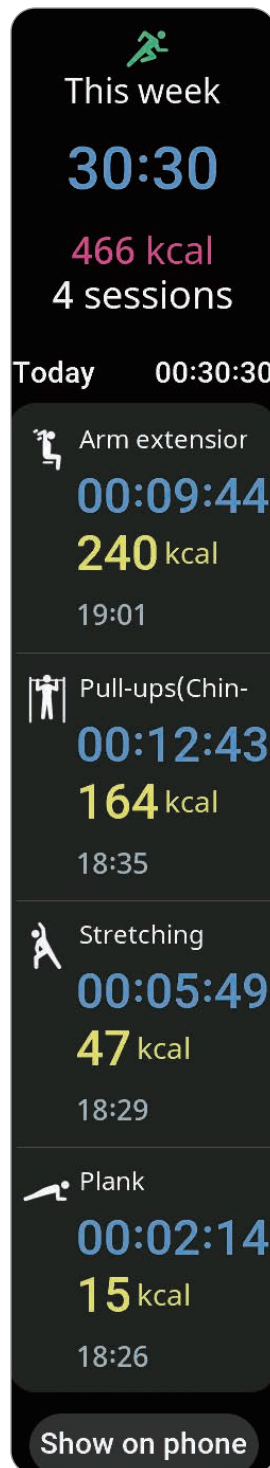 This week
30:30
466 kcal
4 sessions
Today 00:30:30
Arm extension
00:09:44
240 kcal
19:01
Pull-ups(Chin-
00:12:43
164 kcal
18:35
Stretching
00:05:49
47 kcal
18:29
Plank
00:02:14
15 kcal
18:26
Show on phone